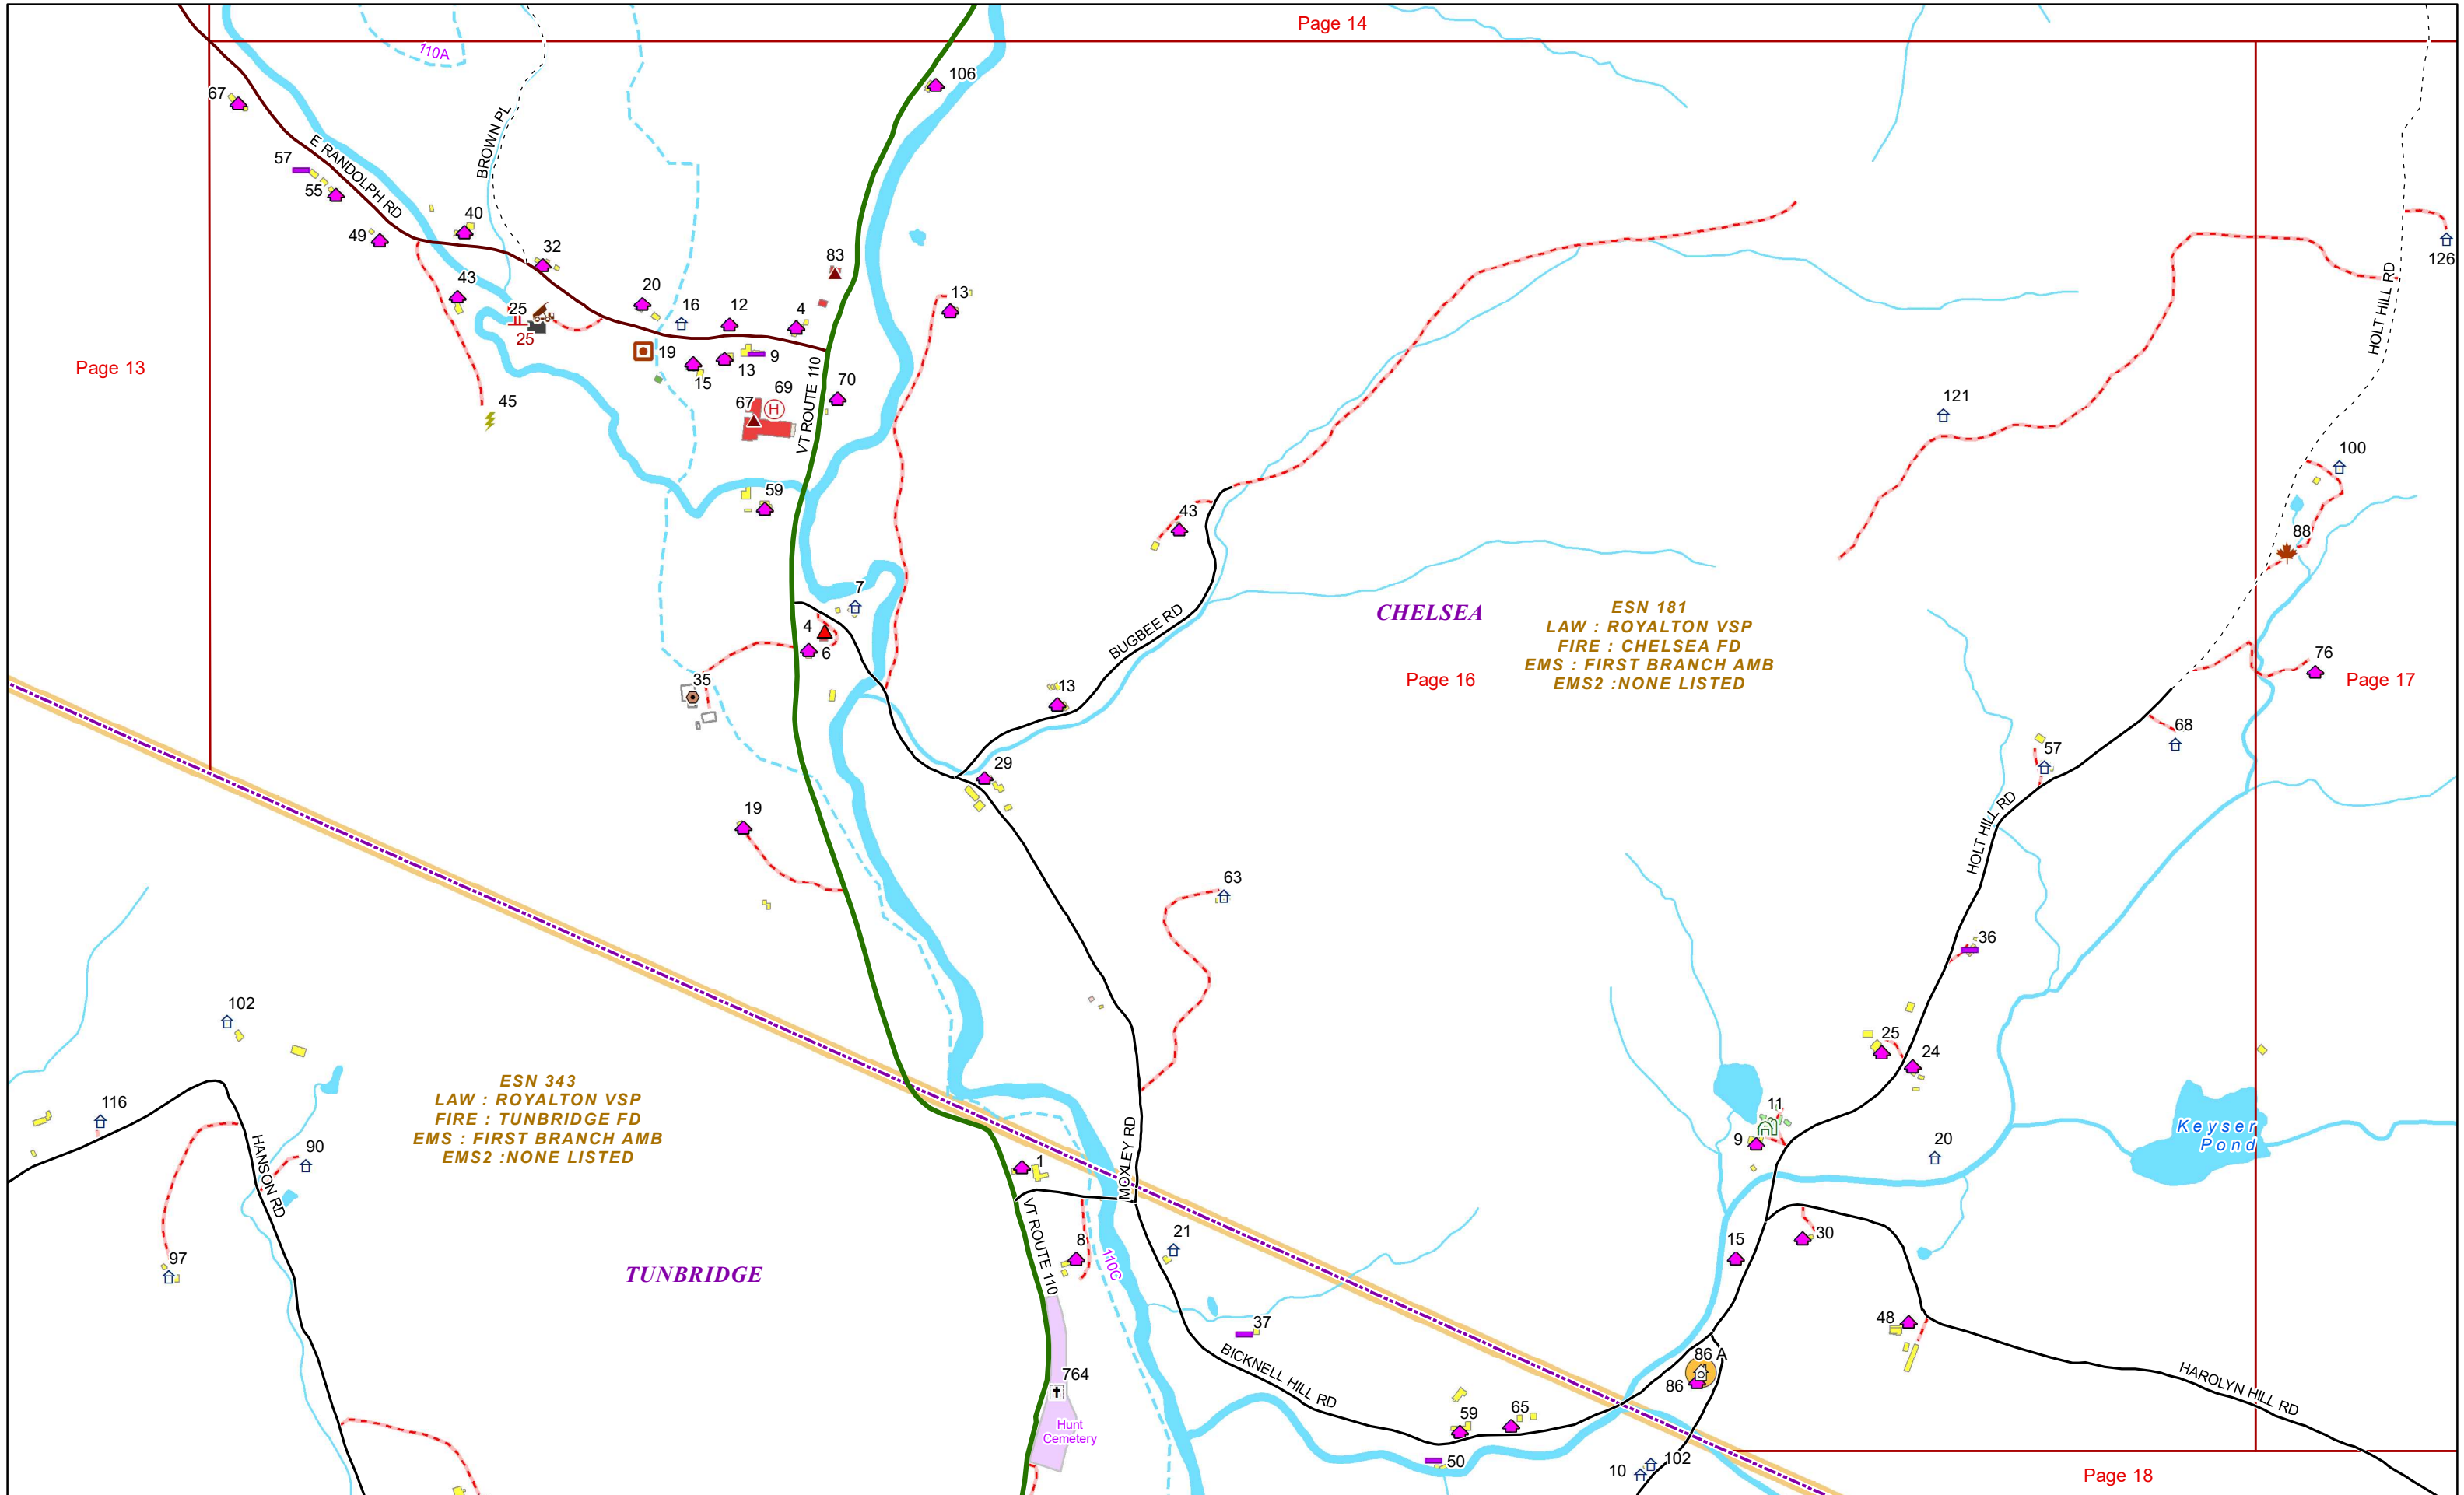 Page 14
110A
106
67
BROWN PL
E RANDOLPH RD
57
55
40
49
32
126
HOLT HILL RD
83
43
20
16
12
4
13
25
25
19
15
13
9
VT ROUTE 110
Page 13
69
67
70
45
121
100
59
43
88
7
4
6
BUGBEE RD
CHELSEA
ESN 181
LAW : ROYALTON VSP
FIRE : CHELSEA FD
EMS : FIRST BRANCH AMB
EMS2 :NONE LISTED
Page 16
76
Page 17
35
13
68
57
29
19
HOLT HILL RD
63
36
102
25
24
ESN 343
LAW : ROYALTON VSP
FIRE : TUNBRIDGE FD
EMS : FIRST BRANCH AMB
EMS2 :NONE LISTED
116
HANSON RD
90
11
9
20
Keyser
Pond
1
MOXLEY RD
VT ROUTE 110
8
110C
21
15
30
97
TUNBRIDGE
37
48
BICKNELL HILL RD
86 A
86
HAROLYN HILL RD
764
Hunt
Cemetery
59
65
50
10
102
Page 18
H